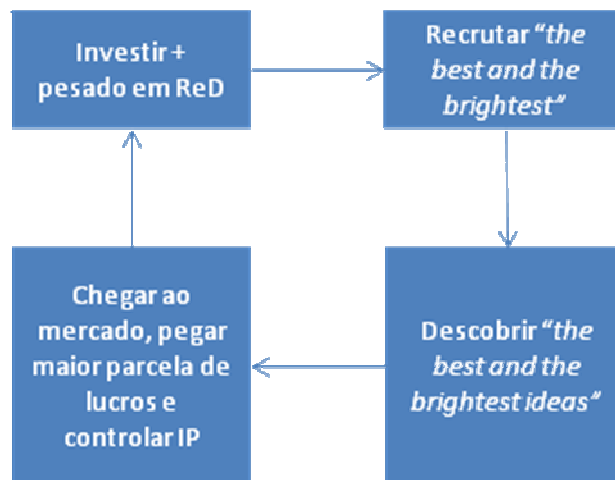 Investir +
pesado em ReD
Recrutar “the
best and the
brightest”
Chegar ao
mercado, pegar
maior parcela de
lucros e
controlar IP
Descobrir “the
best and the
brightest ideas”